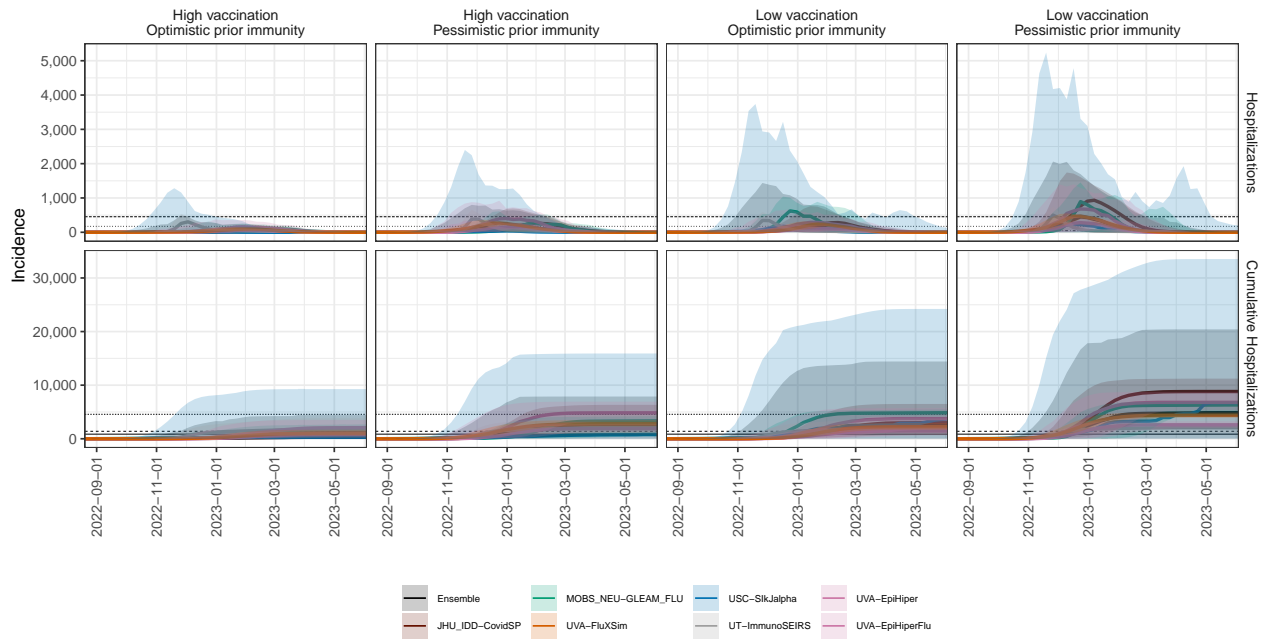 High vaccination
Optimistic prior immunity
High vaccination
Pessimistic prior immunity
Low vaccination
Optimistic prior immunity
Low vaccination
Pessimistic prior immunity
Incidence
5,000
4,000
3,000
2,000
1,000
0
Hospitalizations
30,000
20,000
10,000
0
Cumulative Hospitalizations
2022−09−01
2022−11−01
2023−01−01
2023−03−01
2023−05−01
2022−09−01
2022−11−01
2023−01−01
2023−03−01
2023−05−01
2022−09−01
2022−11−01
2023−01−01
2023−03−01
2023−05−01
2022−09−01
2022−11−01
2023−01−01
2023−03−01
2023−05−01
Ensemble
MOBS_NEU−GLEAM_FLU
USC−SIkJalpha
UVA−EpiHiper
JHU_IDD−CovidSP
UVA−FluXSim
UT−ImmunoSEIRS
UVA−EpiHiperFlu